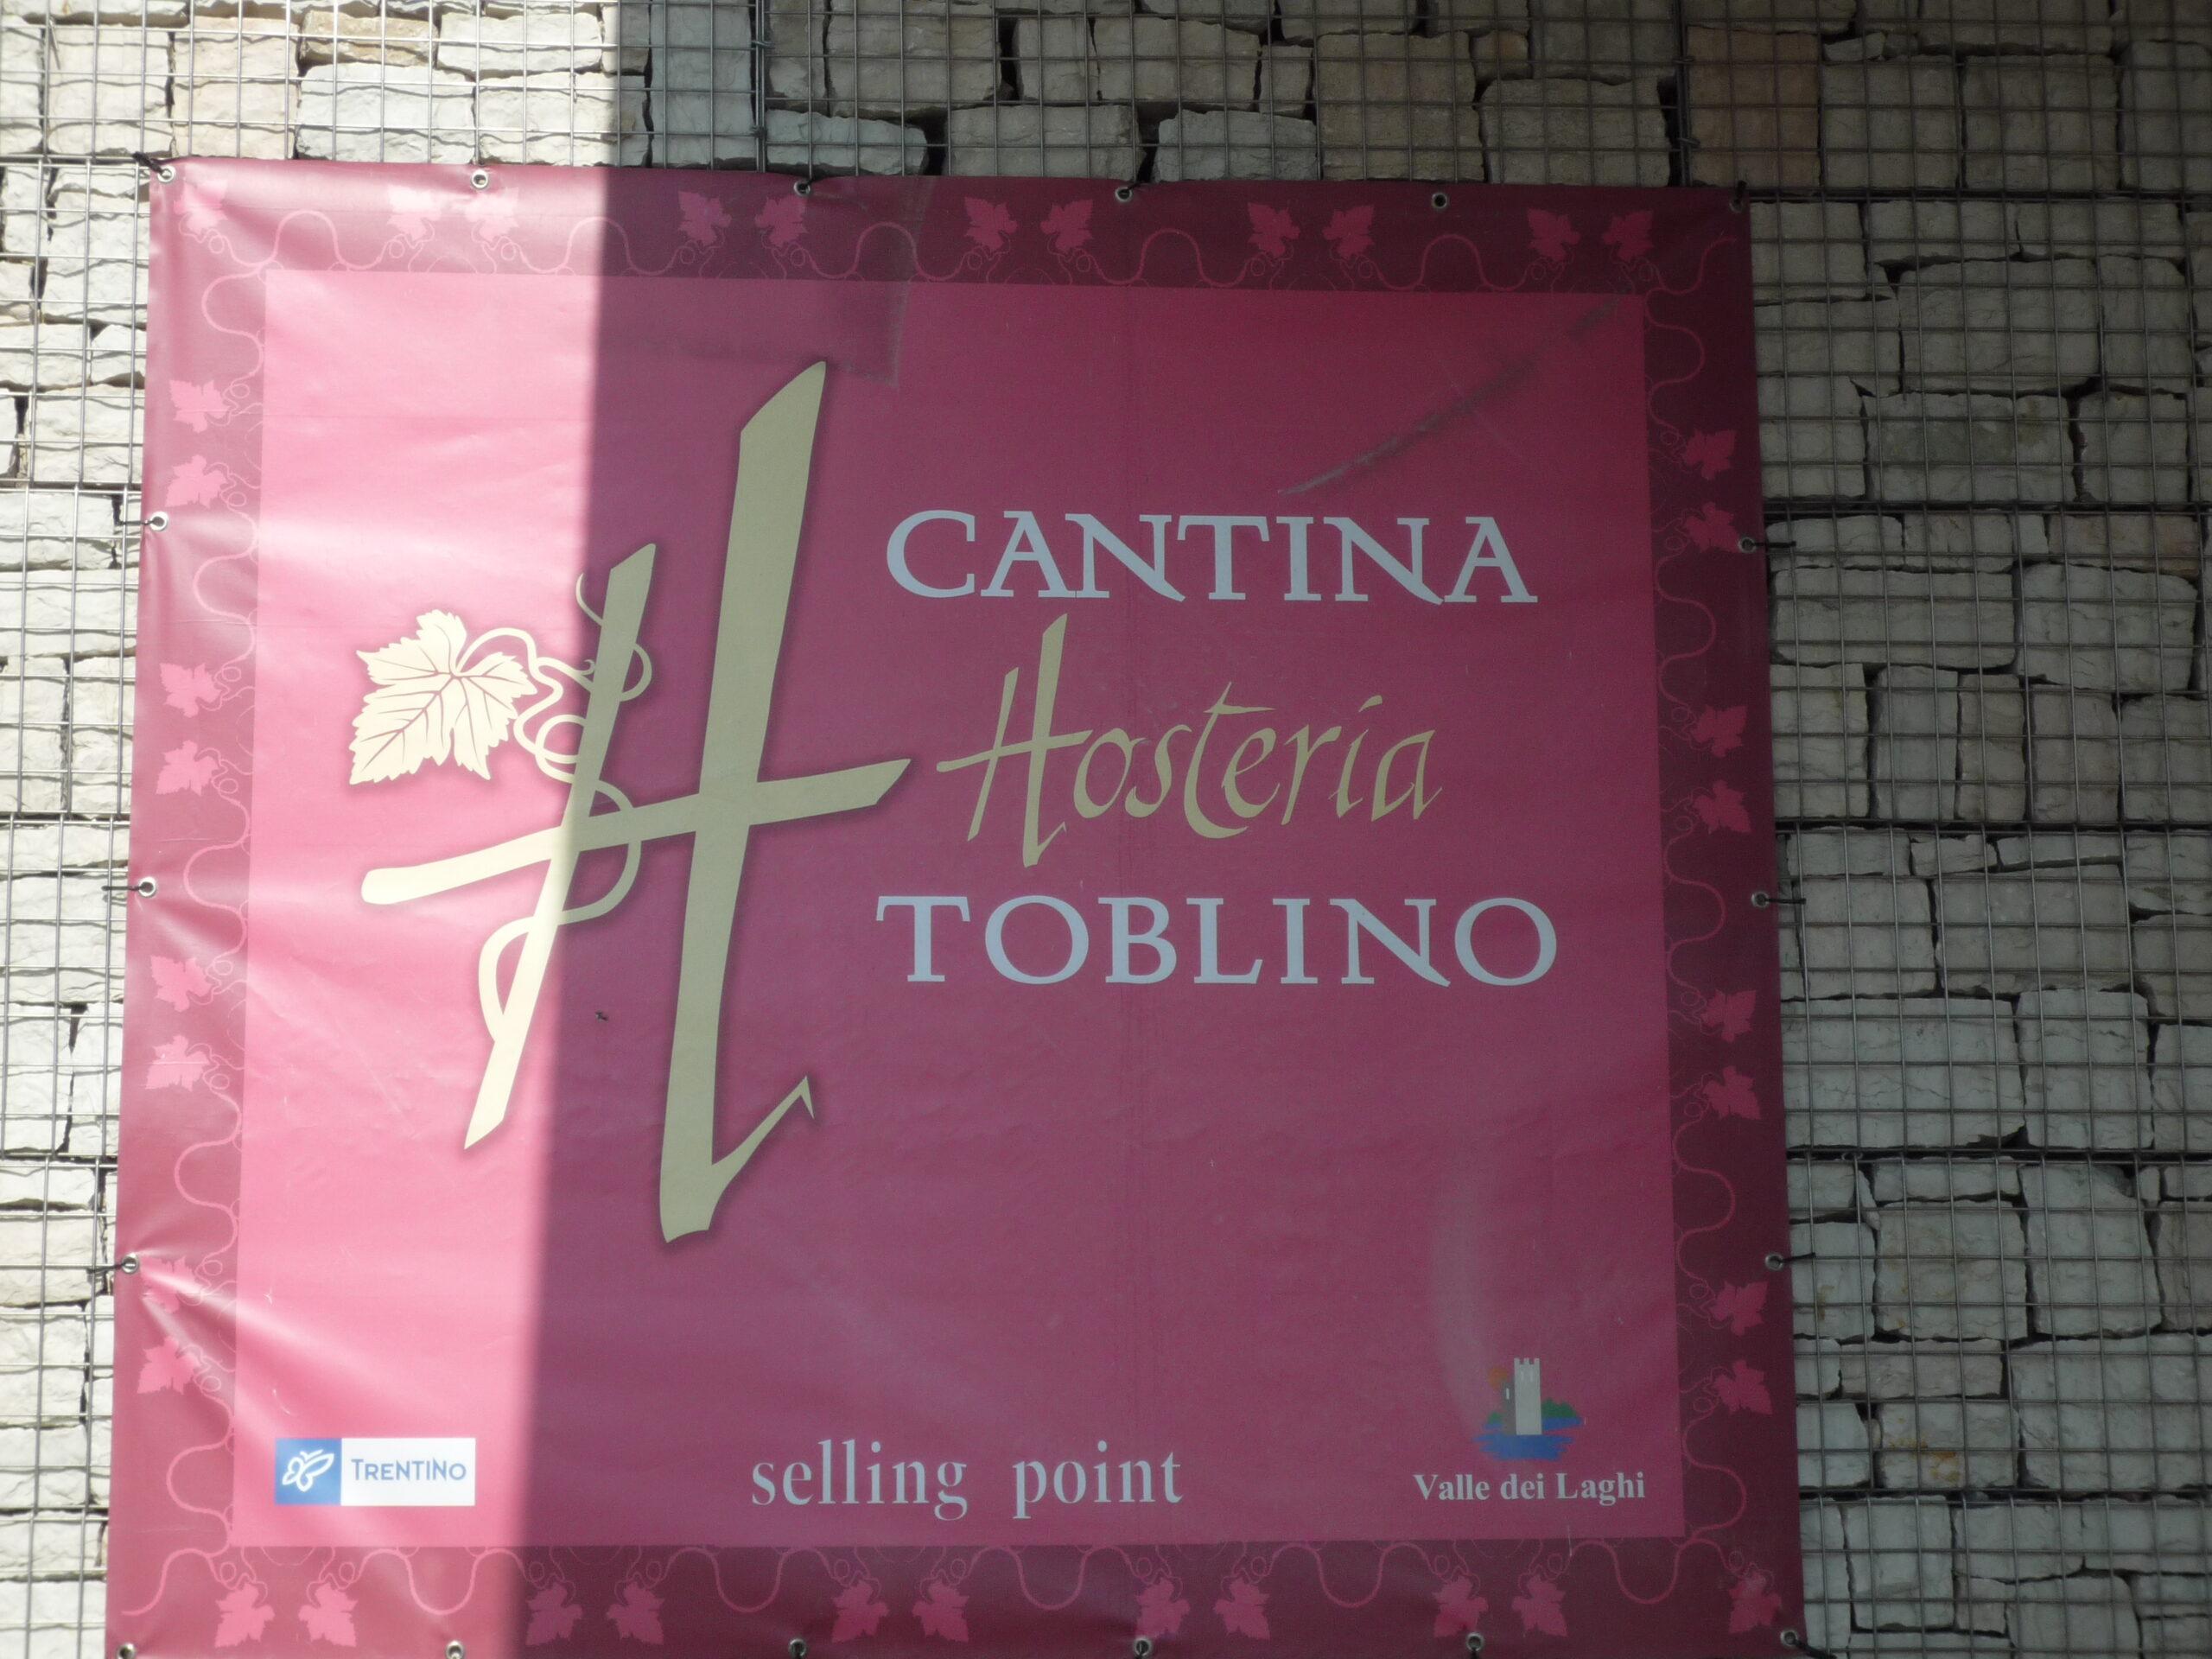 CANTINA
Hosteria
TOBLINO
TRENTINO
selling point
Valle dei Laghi